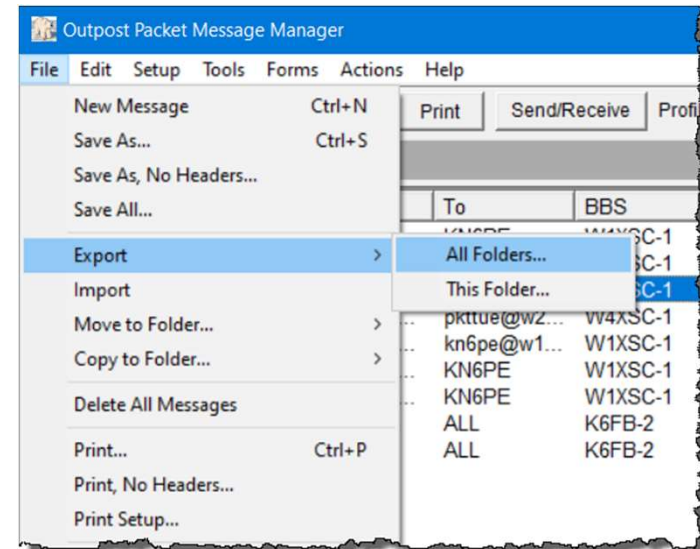 Outpost Packet Message Manager
File Edit Setup Tools Forms Actions Help
New Message Ctrl+N
Print Send/Receive
Save As... Ctrl+S
Save As, No Headers...
Save All...
To BBS
Export >
All Folders...
This Folder...
Import
Move to Folder... >
Copy to Folder... >
Delete All Messages
Print... Ctrl+P
Print, No Headers...
Print Setup...
... pkttue@w2... W4XSC-1
... kn6pe@w1... W1XSC-1
... KN6PE W1XSC-1
... KN6PE W1XSC-1
ALL K6FB-2
ALL K6FB-2